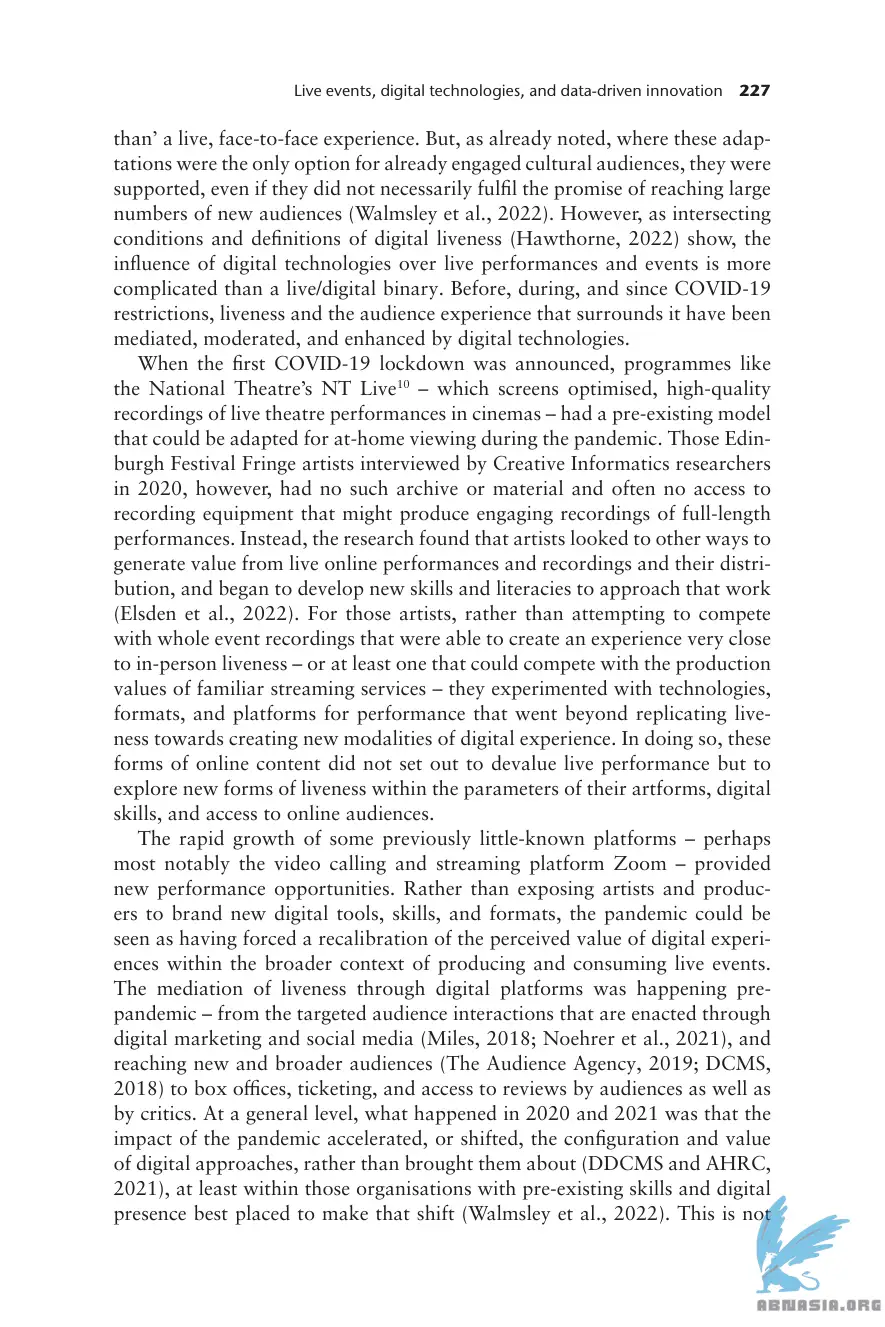 Live events, digital technologies, and data-driven innovation 227
than’ a live, face-to-face experience. But, as already noted, where these adap-
tations were the only option for already engaged cultural audiences, they were
supported, even if they did not necessarily fulfil the promise of reaching large
numbers of new audiences (Walmsley et al., 2022). However, as intersecting
conditions and definitions of digital liveness (Hawthorne, 2022) show, the
influence of digital technologies over live performances and events is more
complicated than a live/digital binary. Before, during, and since COVID-19
restrictions, liveness and the audience experience that surrounds it have been
mediated, moderated, and enhanced by digital technologies.
When the first COVID-19 lockdown was announced, programmes like
the National Theatre’s NT Live10 – which screens optimised, high-quality
recordings of live theatre performances in cinemas – had a pre-existing model
that could be adapted for at-home viewing during the pandemic. Those Edin-
burgh Festival Fringe artists interviewed by Creative Informatics researchers
in 2020, however, had no such archive or material and often no access to
recording equipment that might produce engaging recordings of full-length
performances. Instead, the research found that artists looked to other ways to
generate value from live online performances and recordings and their distri-
bution, and began to develop new skills and literacies to approach that work
(Elsden et al., 2022). For those artists, rather than attempting to compete
with whole event recordings that were able to create an experience very close
to in-person liveness – or at least one that could compete with the production
values of familiar streaming services – they experimented with technologies,
formats, and platforms for performance that went beyond replicating live-
ness towards creating new modalities of digital experience. In doing so, these
forms of online content did not set out to devalue live performance but to
explore new forms of liveness within the parameters of their artforms, digital
skills, and access to online audiences.
The rapid growth of some previously little-known platforms – perhaps
most notably the video calling and streaming platform Zoom – provided
new performance opportunities. Rather than exposing artists and produc-
ers to brand new digital tools, skills, and formats, the pandemic could be
seen as having forced a recalibration of the perceived value of digital experi-
ences within the broader context of producing and consuming live events.
The mediation of liveness through digital platforms was happening pre-
pandemic – from the targeted audience interactions that are enacted through
digital marketing and social media (Miles, 2018; Noehrer et al., 2021), and
reaching new and broader audiences (The Audience Agency, 2019; DCMS,
2018) to box offices, ticketing, and access to reviews by audiences as well as
by critics. At a general level, what happened in 2020 and 2021 was that the
impact of the pandemic accelerated, or shifted, the configuration and value
of digital approaches, rather than brought them about (DDCMS and AHRC,
2021), at least within those organisations with pre-existing skills and digital
presence best placed to make that shift (Walmsley et al., 2022). This is not
ABNASIA.ORG